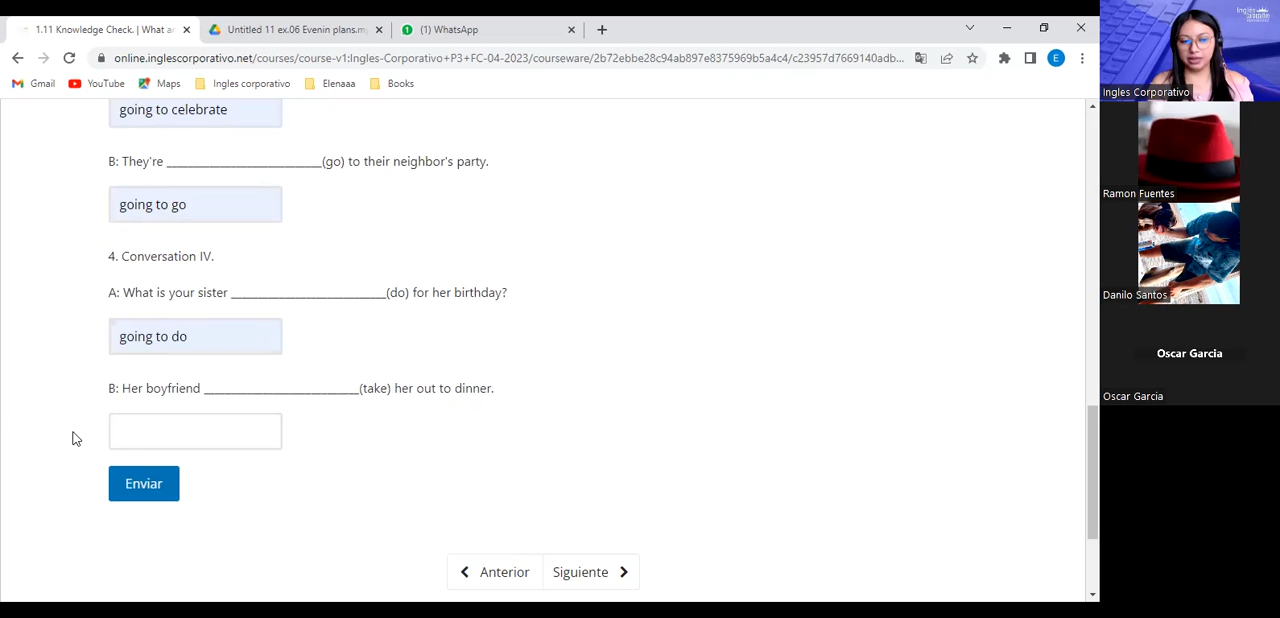 1.11 Knowledge Check. | What a
Untitled 11 ex.06 Evenin plans.m
(1) WhatsApp
online.inglescorporativo.net/courses/course-v1:Ingles-Corporativo+P3+FC-04-2023/courseware/2b72ebbe28c94ab897e8375969b5a4c4/c23957d7669140adb...
E
Gmail
YouTube
Maps
Ingles corporativo
Elenaaa
Books
going to celebrate
B: They're __________________________(go) to their neighbor's party.
going to go
4. Conversation IV.
A: What is your sister __________________________(do) for her birthday?
going to do
B: Her boyfriend __________________________(take) her out to dinner.
Enviar
Anterior
Siguiente
Ingles Corporativo
Ramon Fuentes
Danilo Santos
Oscar Garcia
Oscar Garcia